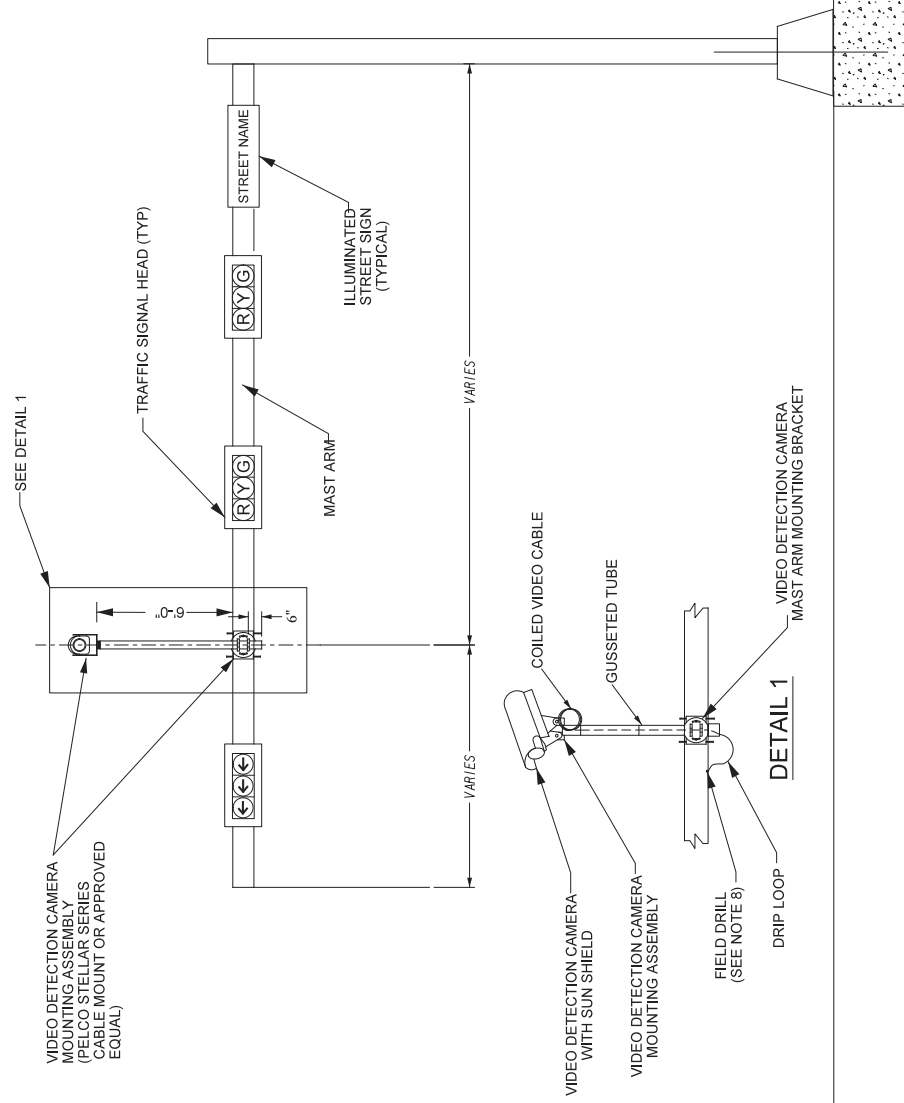 SEE DETAIL 1
TRAFFIC SIGNAL HEAD (TYP)
VIDEO DETECTION CAMERA
MOUNTING ASSEMBLY
(PELCO STELLAR SERIES
CABLE MOUNT OR APPROVED
EQUAL)
6'-0"
6"
R Y G
R Y G
STREET NAME
MAST ARM
ILLUMINATED
STREET SIGN
(TYPICAL)
VARIES
VARIES
VIDEO DETECTION CAMERA
WITH SUN SHIELD
VIDEO DETECTION CAMERA
MOUNTING ASSEMBLY
COILED VIDEO CABLE
GUSSETED TUBE
VIDEO DETECTION CAMERA
MAST ARM MOUNTING BRACKET
FIELD DRILL
(SEE NOTE 8)
DRIP LOOP
DETAIL 1